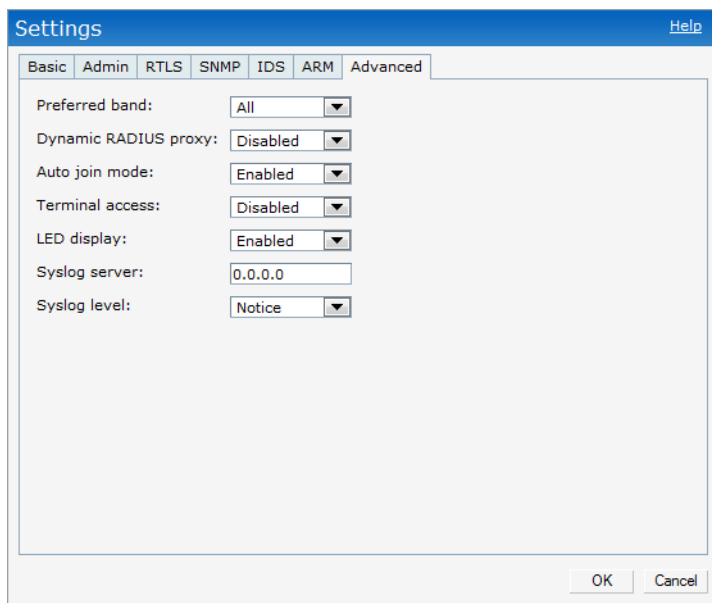 Settings Help
Basic Admin RTLS SNMP IDS ARM Advanced
Preferred band: All
Dynamic RADIUS proxy: Disabled
Auto join mode: Enabled
Terminal access: Disabled
LED display: Enabled
Syslog server: 0.0.0.0
Syslog level: Notice
OK Cancel